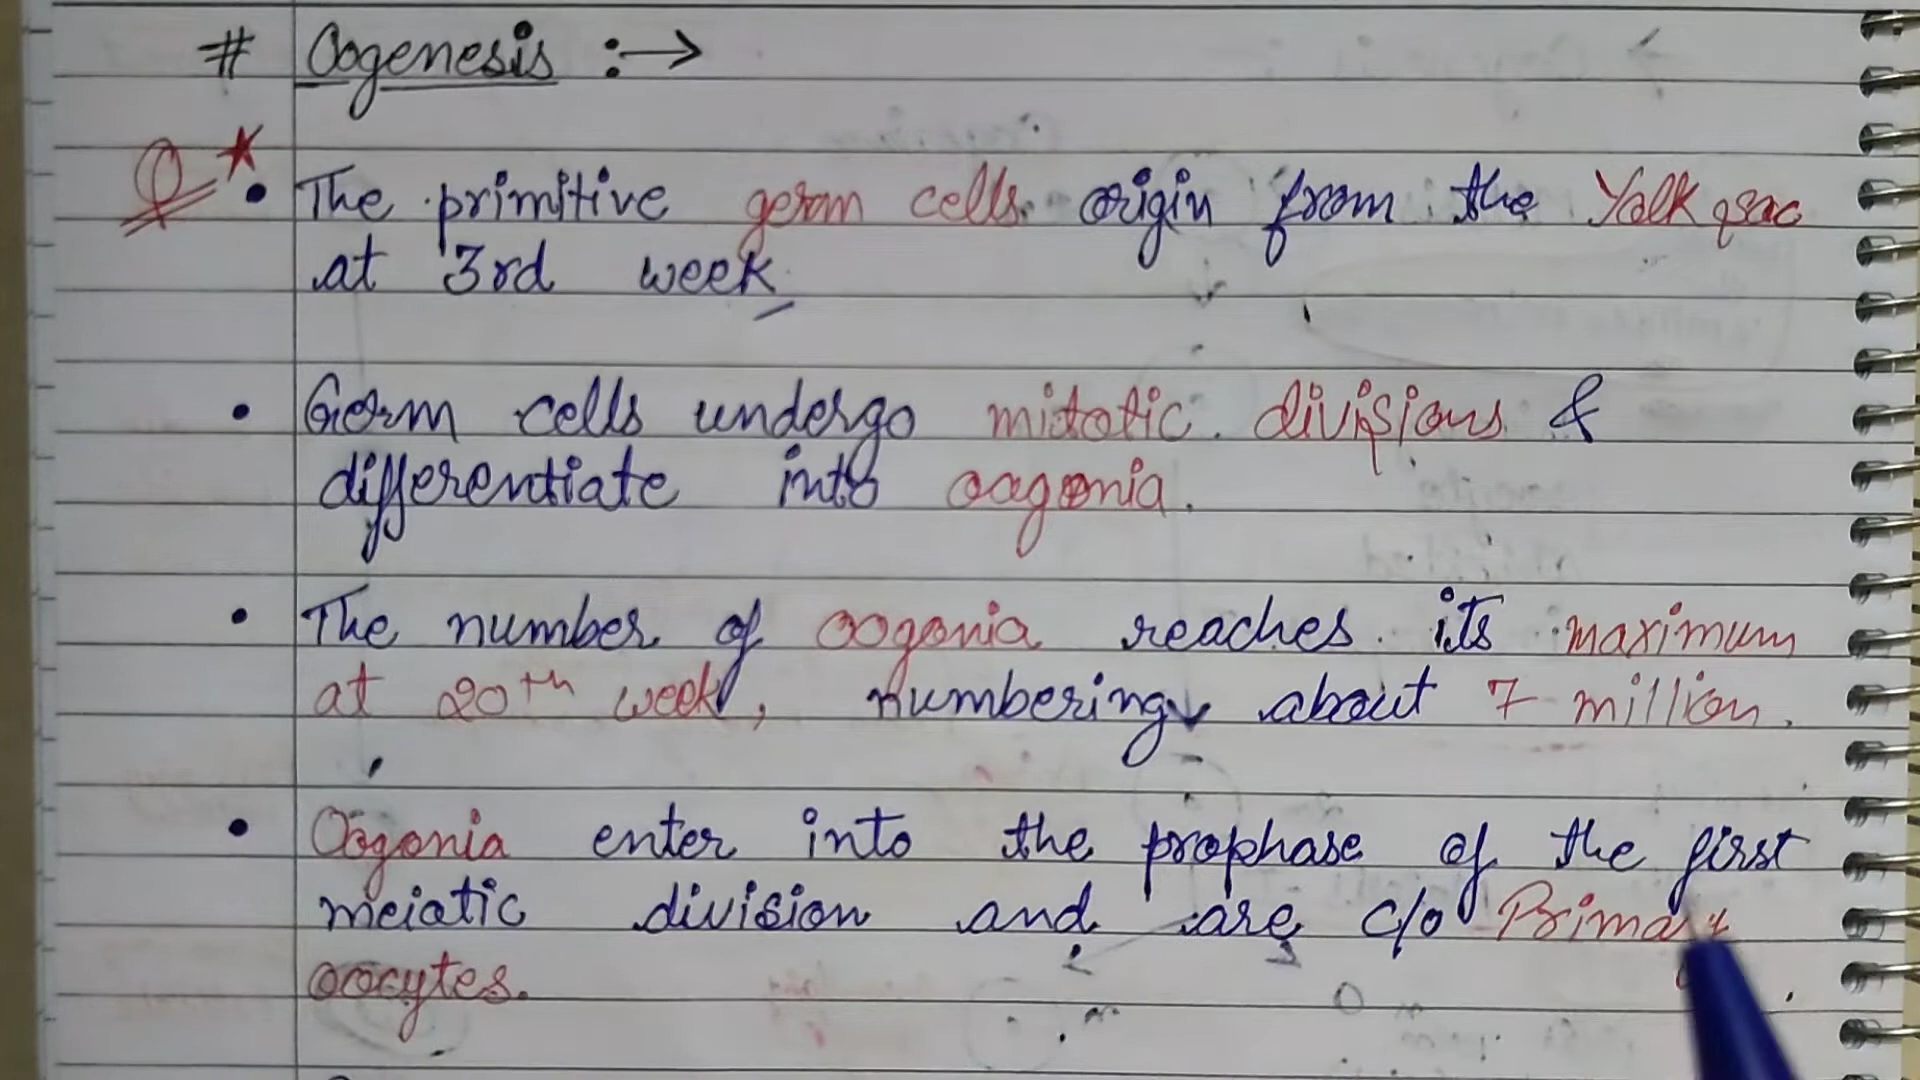 # Oogenesis :→
Q * • The primitive germ cells origin from the Yolk sac
at 3rd week
• Germ cells undergo mitotic divisions &
differentiate into oogonia.
• The number of oogonia reaches its maximum
at 20th week, numbering about 7 million.
• Oogonia enter into the prophase of the first
meiotic division and are c/o Primary
oocytes.